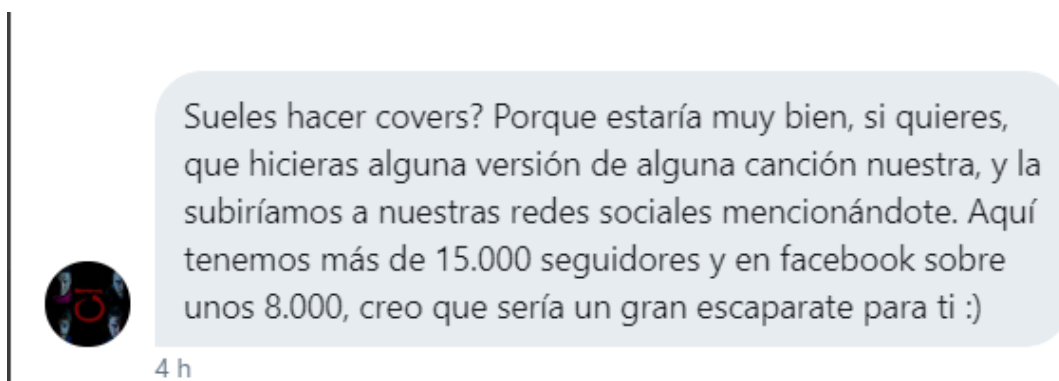 Sueles hacer covers? Porque estaría muy bien, si quieres,
que hicieras alguna versión de alguna canción nuestra, y la
subiríamos a nuestras redes sociales mencionándote. Aquí
tenemos más de 15.000 seguidores y en facebook sobre
unos 8.000, creo que sería un gran escaparate para ti :)
4 h